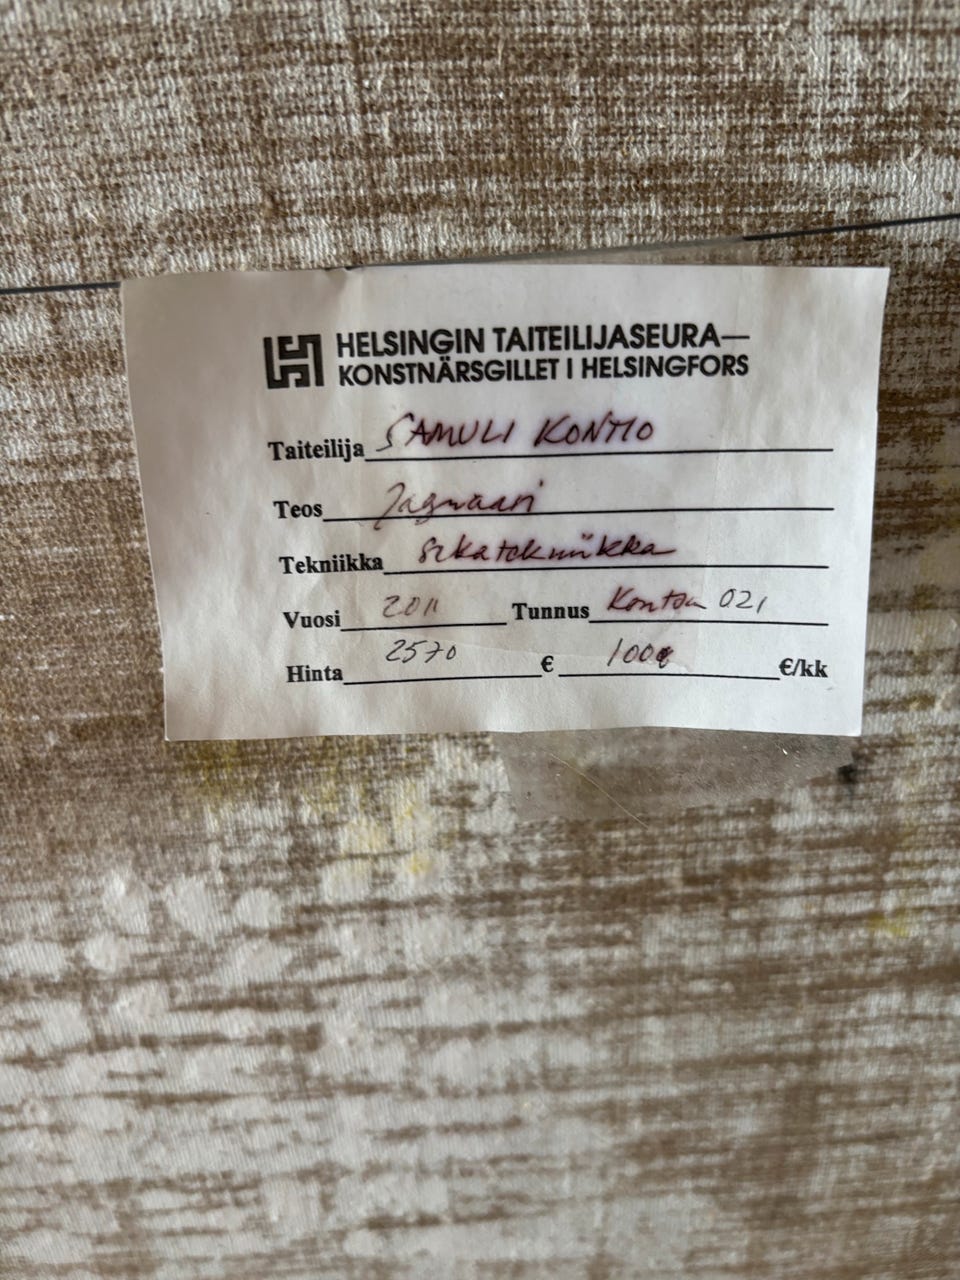 HELSINGIN TAITEILIJASEURA—
KONSTNÄRSGILLET I HELSINGFORS
Taiteilija SAMULI KONTIO
Teos Jaguaari
Tekniikka sekatekniikka
Vuosi 2011 Tunnus 021
Hinta 2570 € 100 €/kk